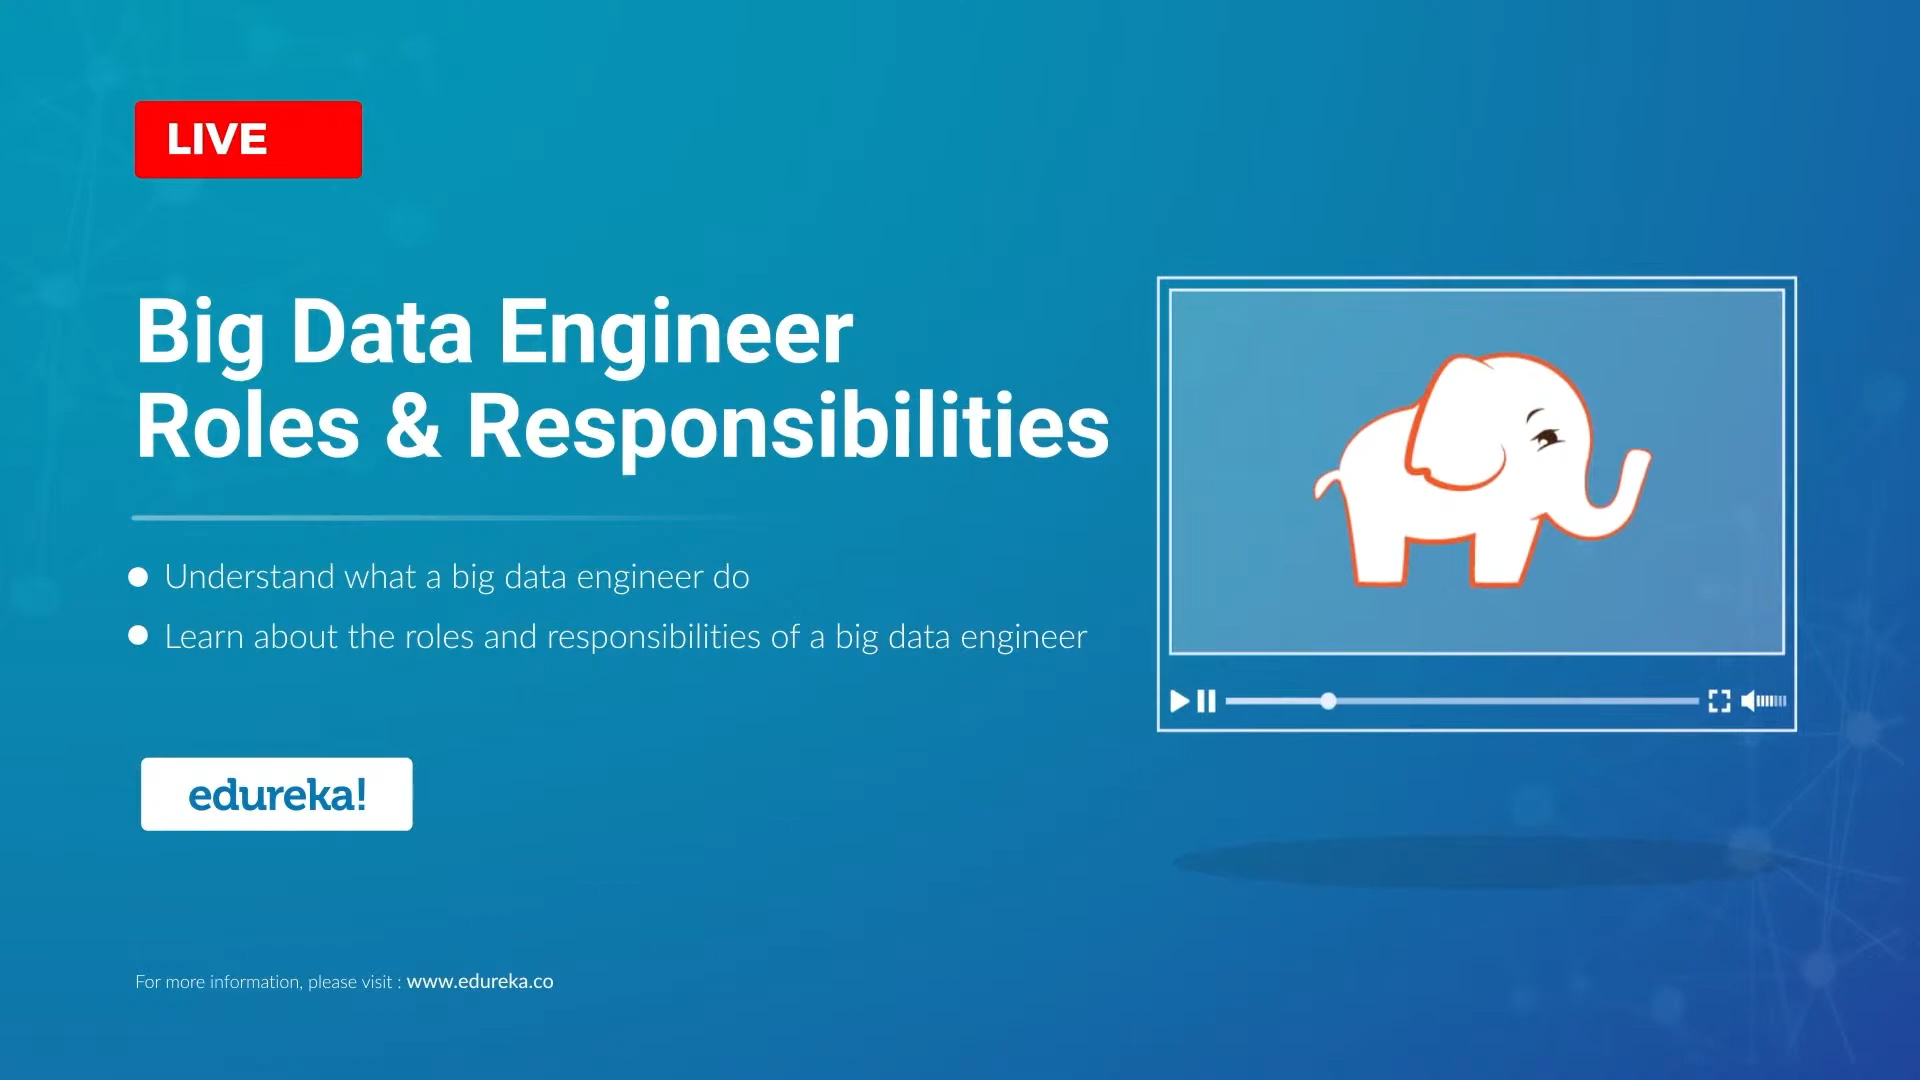 LIVE
Big Data Engineer
Roles & Responsibilities
Understand what a big data engineer do
Learn about the roles and responsibilities of a big data engineer
edureka!
For more information, please visit : www.edureka.co